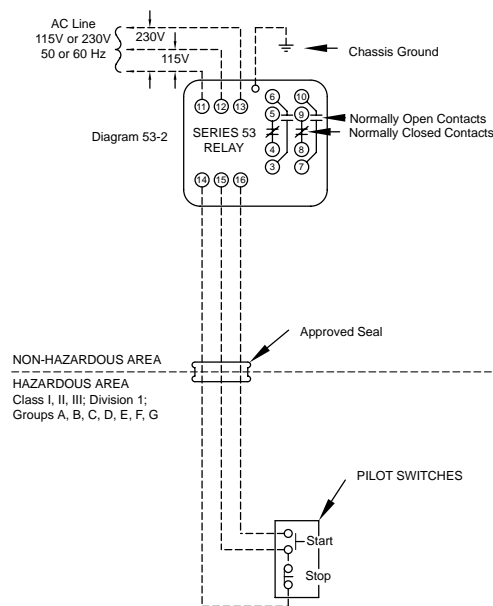 AC Line
115V or 230V
50 or 60 Hz
230V
115V
Chassis Ground
11
12
13
6
10
5
9
Normally Open Contacts
Diagram 53-2
SERIES 53
RELAY
Normally Closed Contacts
4
8
3
7
14
15
16
Approved Seal
NON-HAZARDOUS AREA
HAZARDOUS AREA
Class I, II, III; Division 1;
Groups A, B, C, D, E, F, G
PILOT SWITCHES
Start
Stop